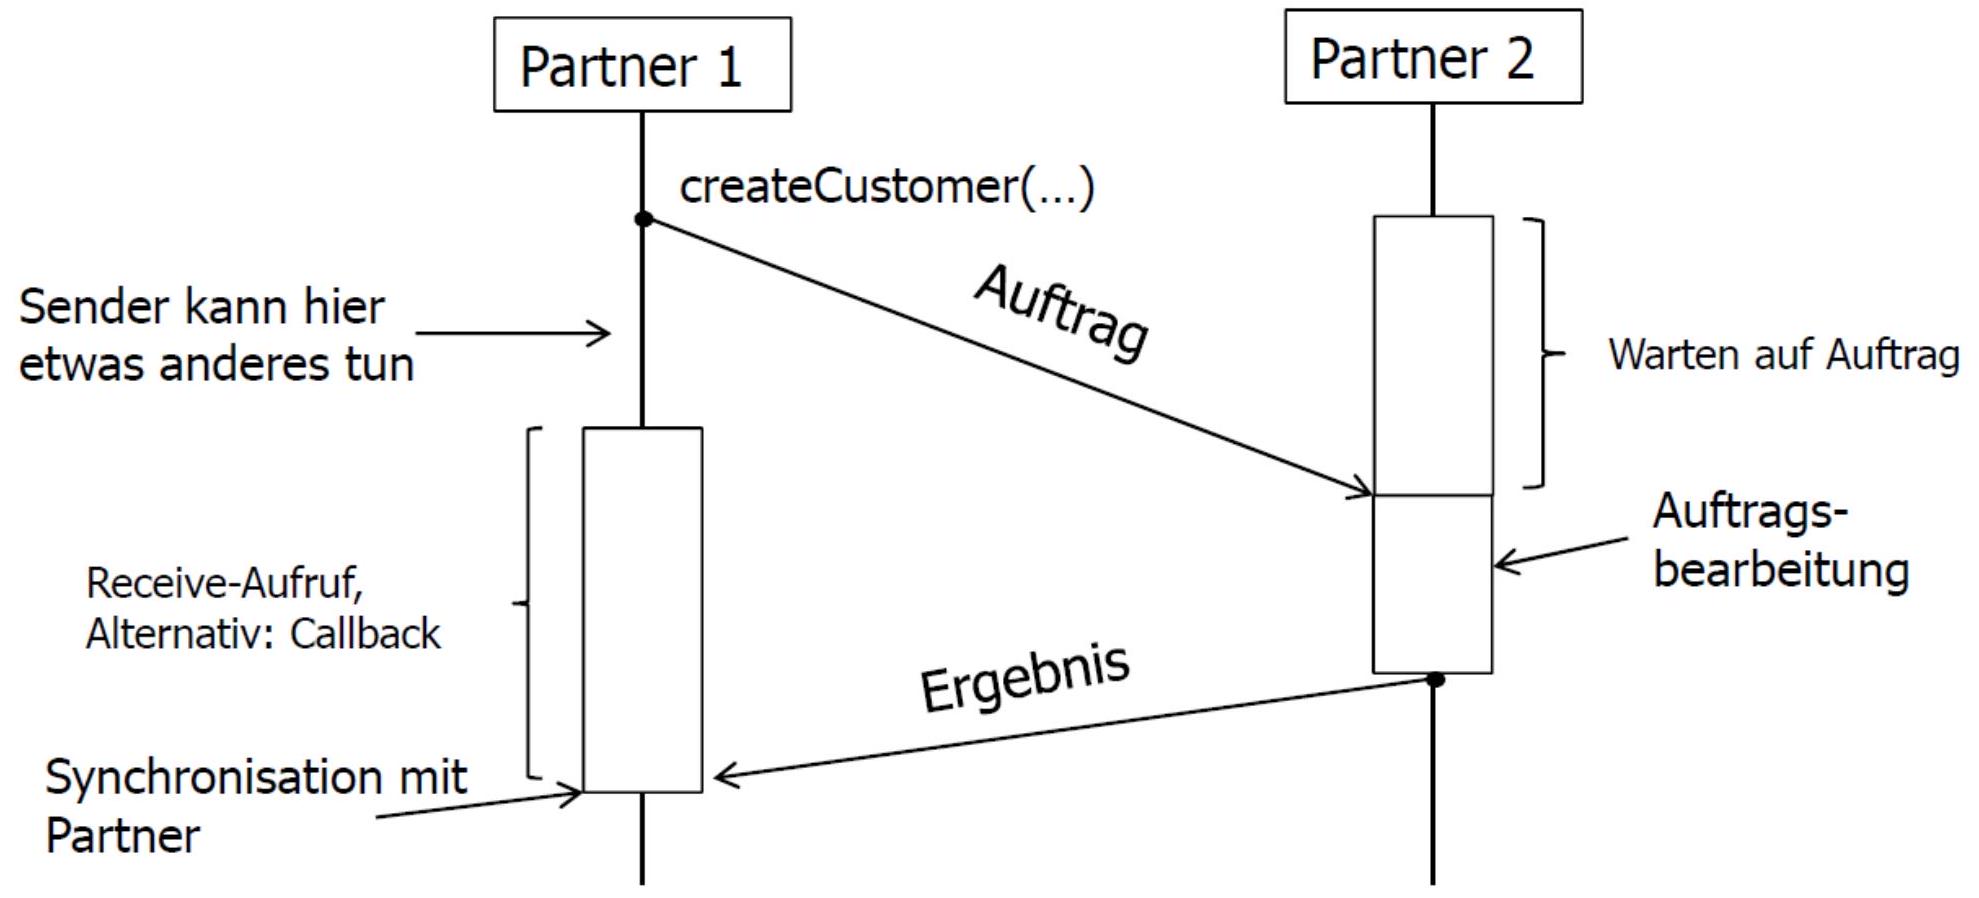 Partner 1
Partner 2
createCustomer(...)
Auftrag
Sender kann hier
etwas anderes tun
Warten auf Auftrag
Auftrags-
bearbeitung
Receive-Aufruf,
Alternativ: Callback
Ergebnis
Synchronisation mit
Partner